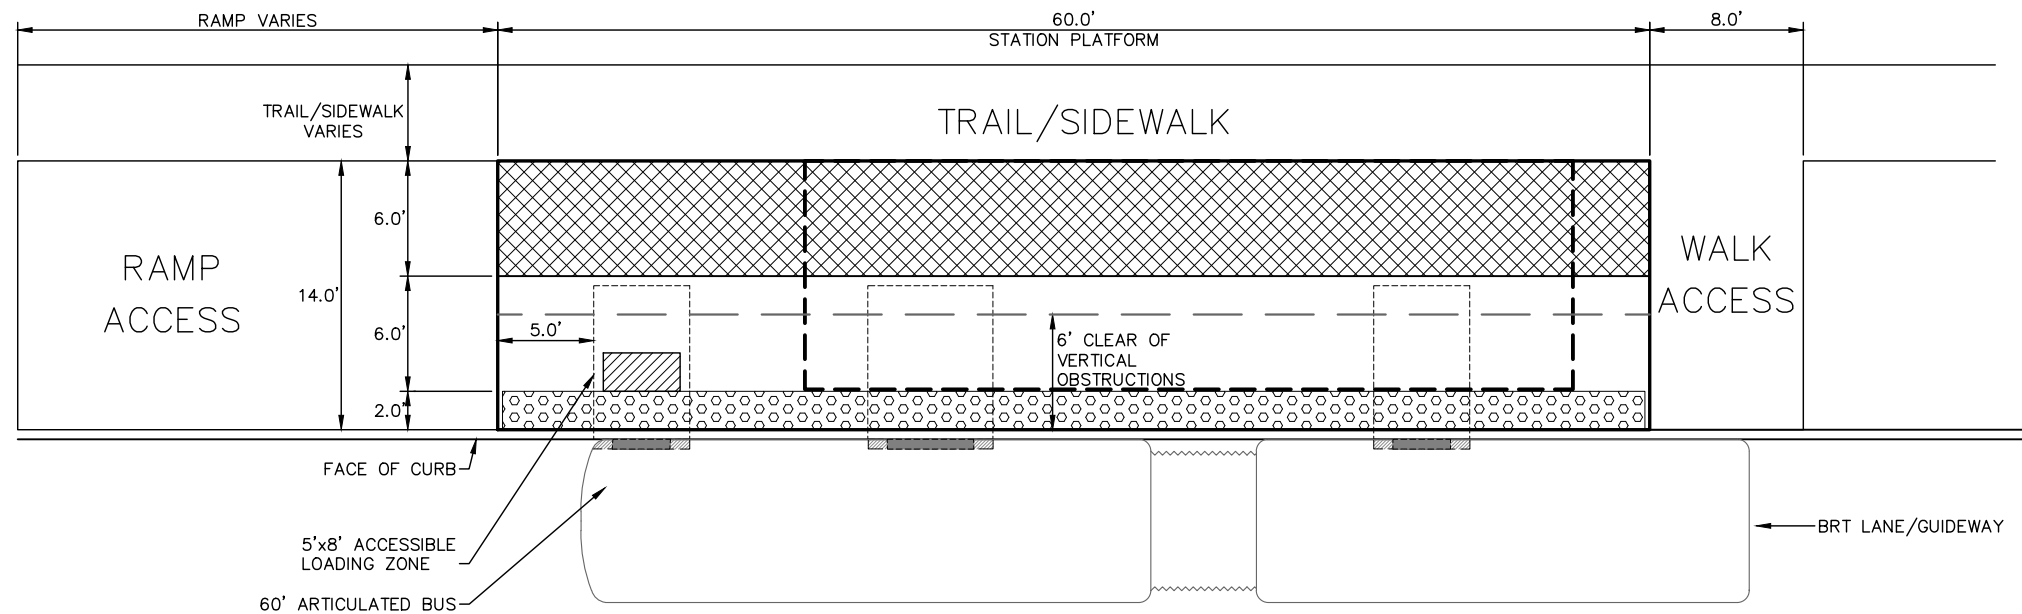 RAMP VARIES
60.0'
STATION PLATFORM
8.0'
TRAIL/SIDEWALK
VARIES
TRAIL/SIDEWALK
6.0'
RAMP
ACCESS
14.0'
6.0'
5.0'
6' CLEAR OF
VERTICAL
OBSTRUCTIONS
WALK
ACCESS
2.0'
FACE OF CURB
5'x8' ACCESSIBLE
LOADING ZONE
60' ARTICULATED BUS
BRT LANE/GUIDEWAY